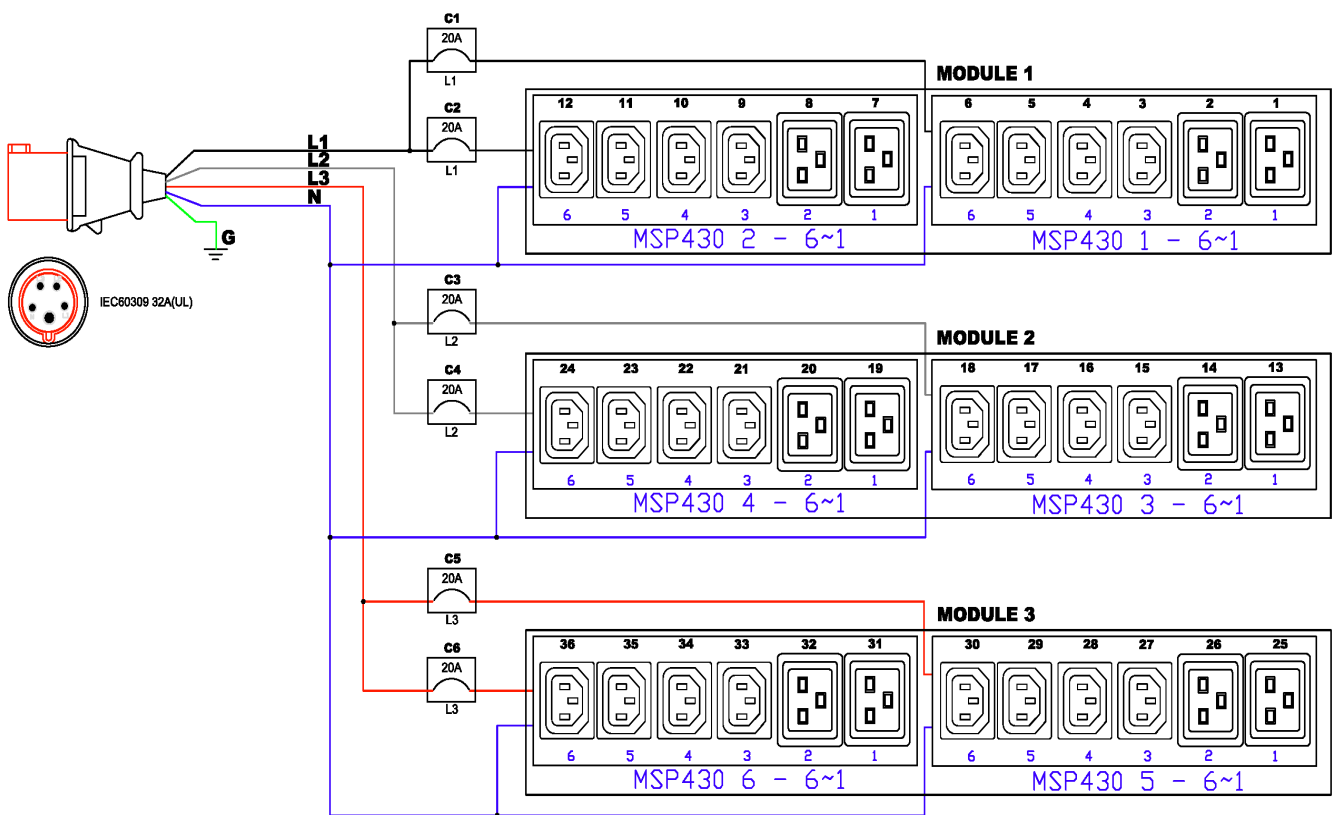 C1
20A
L1
MODULE 1
C2
20A
L1
12 11 10 9 8 7 6 5 4 3 2 1
L1
L2
L3
N
G
6 5 4 3 2 1 6 5 4 3 2 1
MSP430 2 - 6~1 MSP430 1 - 6~1
IEC60309 32A(UL)
C3
20A
L2
MODULE 2
C4
20A
L2
24 23 22 21 20 19 18 17 16 15 14 13
6 5 4 3 2 1 6 5 4 3 2 1
MSP430 4 - 6~1 MSP430 3 - 6~1
C5
20A
L3
MODULE 3
C6
20A
L3
36 35 34 33 32 31 30 29 28 27 26 25
6 5 4 3 2 1 6 5 4 3 2 1
MSP430 6 - 6~1 MSP430 5 - 6~1